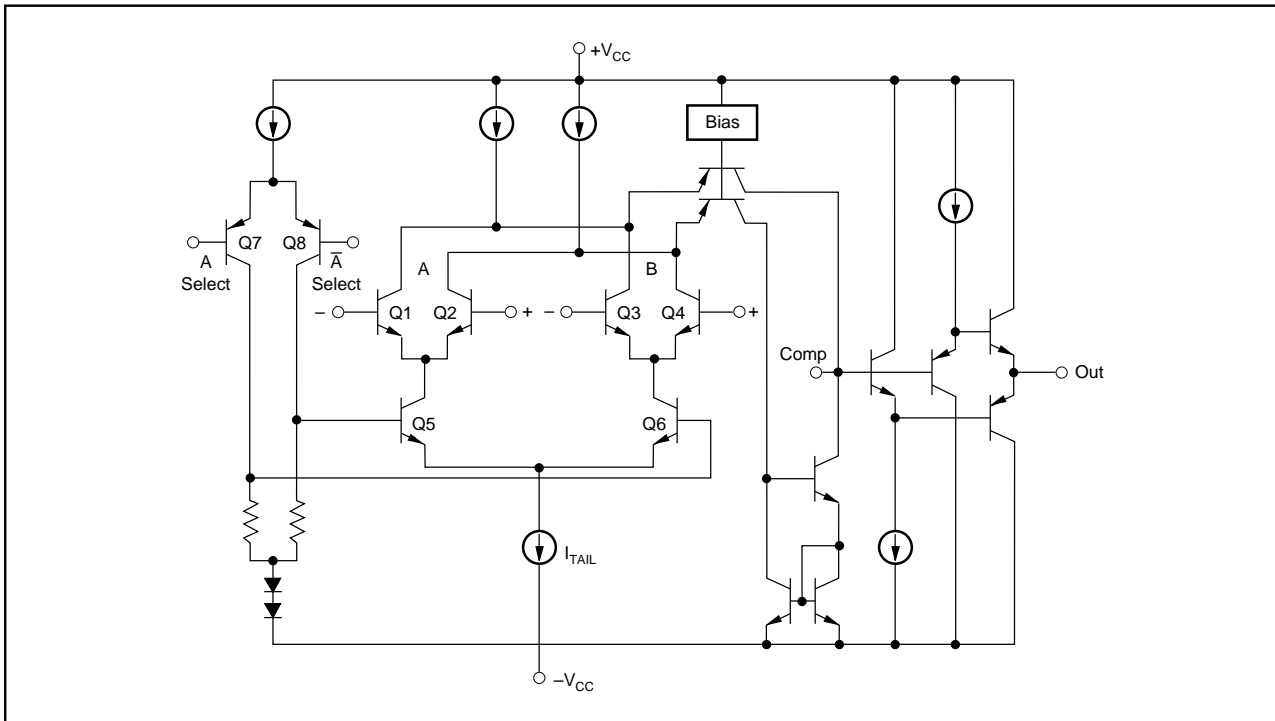 +VCC
Bias
Q7
Q8
A
Select
A̅
Select
A
B
–
Q1
Q2
+
–
Q3
Q4
+
Comp
Out
Q5
Q6
ITAIL
–VCC